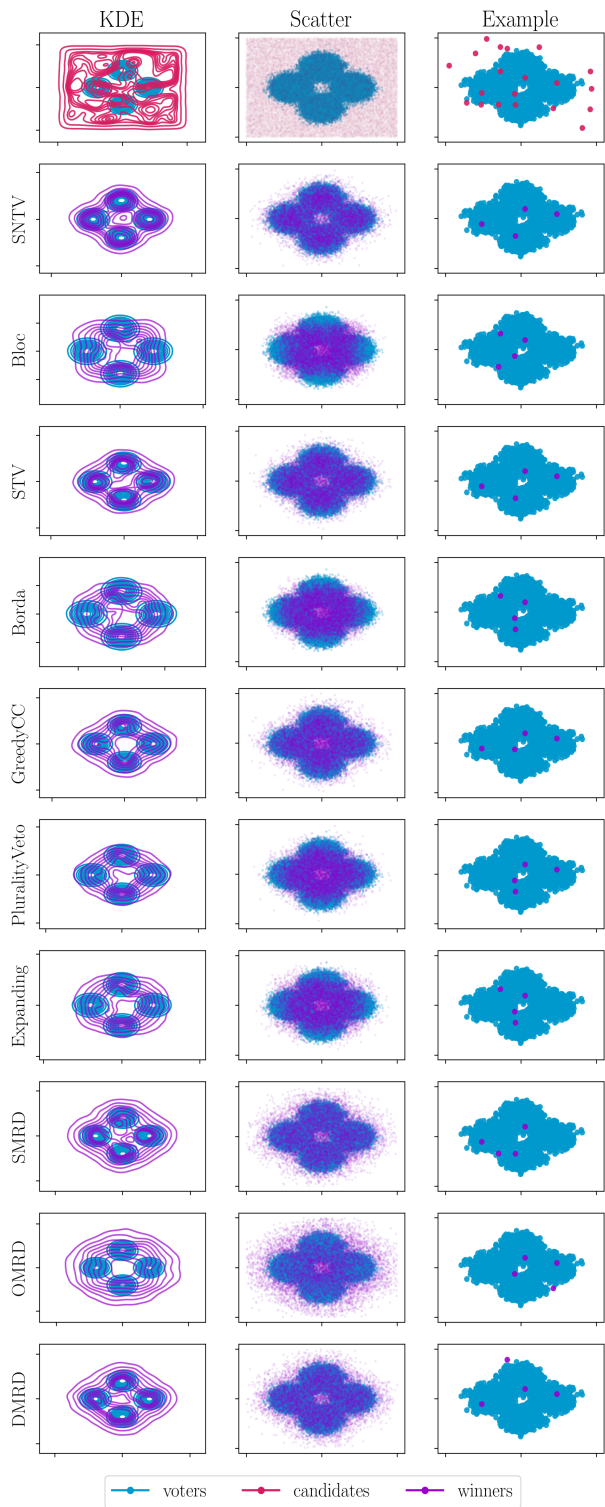 KDE Scatter Example
SNTV
Bloc
STV
Borda
GreedyCC
PluralityVeto
Expanding
SMRD
OMRD
DMRD
voters candidates winners